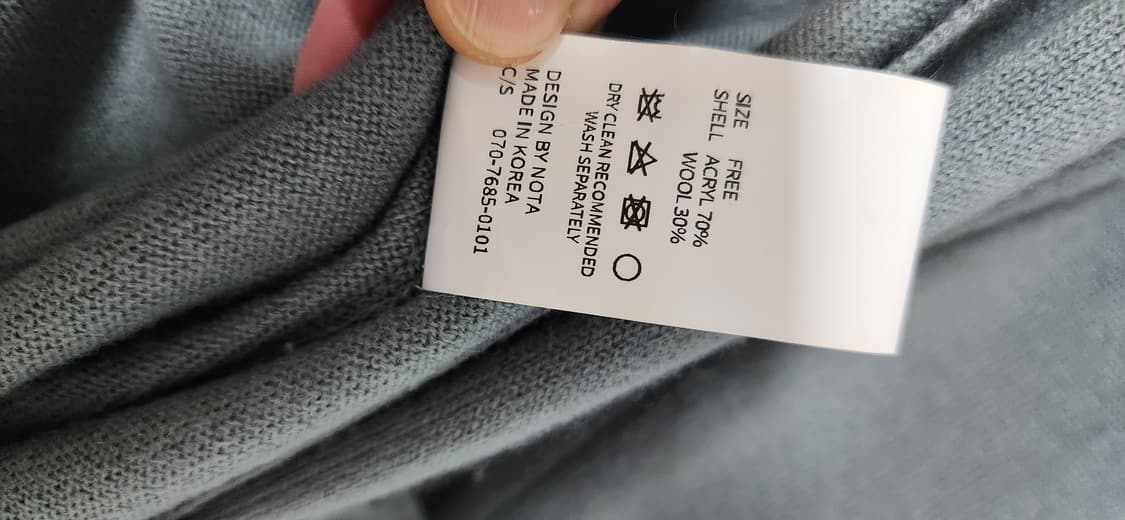 SIZE FREE
SHELL ACRYL 70%
WOOL 30%
DRY CLEAN RECOMMENDED
WASH SEPARATELY
DESIGN BY NOTA
MADE IN KOREA
C/S 070-7685-0101